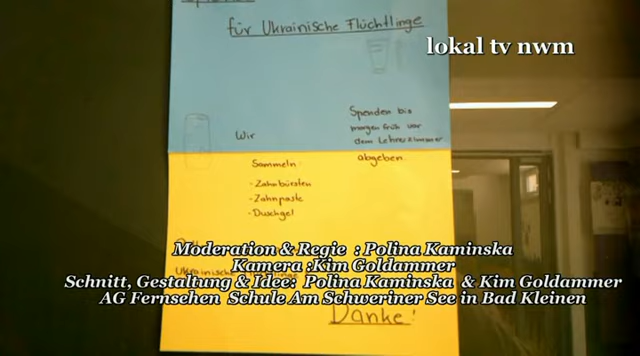 für Ukrainische Flüchtlinge
lokal tv nwm
Spenden bis
morgen früh vor
dem Lehrerzimmer
abgeben.
Wir
Sammeln:
- Zahnbürsten
- Zahnpaste
- Duschgel
Moderation & Regie : Polina Kaminska
Kamera :Kim Goldammer
Ukrainische
Schnitt, Gestaltung & Idee: Polina Kaminska & Kim Goldammer
AG Fernsehen Schule Am Schweriner See in Bad Kleinen
Danke!